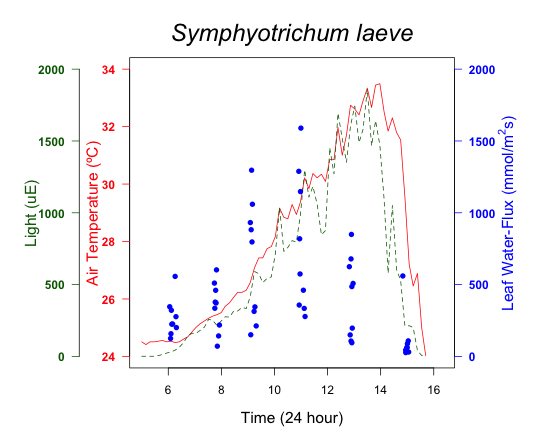 Symphyotrichum laeve
2000
1500
1000
500
0
Light (uE)
34
32
30
28
26
24
Air Temperature (ºC)
2000
1500
1000
500
0
Leaf Water-Flux (mmol/m²s)
6 8 10 12 14 16
Time (24 hour)